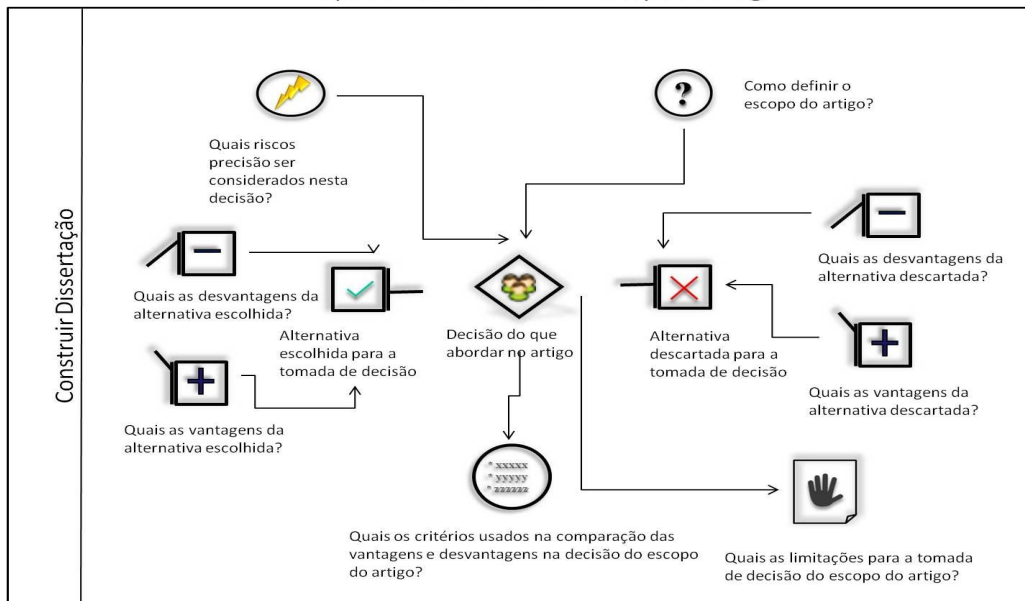 Construir Dissertação
?
Como definir o
escopo do artigo?
Quais riscos
precisão ser
considerados nesta
decisão?
Quais as desvantagens da
alternativa escolhida?
Quais as desvantagens da
alternativa descartada?
Alternativa
escolhida para a
tomada de decisão
Decisão do que
abordar no artigo
Alternativa
descartada para a
tomada de decisão
Quais as vantagens da
alternativa escolhida?
Quais as vantagens da
alternativa descartada?
* xxxxx
* yyyyy
* zzzzzz
Quais os critérios usados na comparação das
vantagens e desvantagens na decisão do escopo
do artigo?
Quais as limitações para a tomada
de decisão do escopo do artigo?